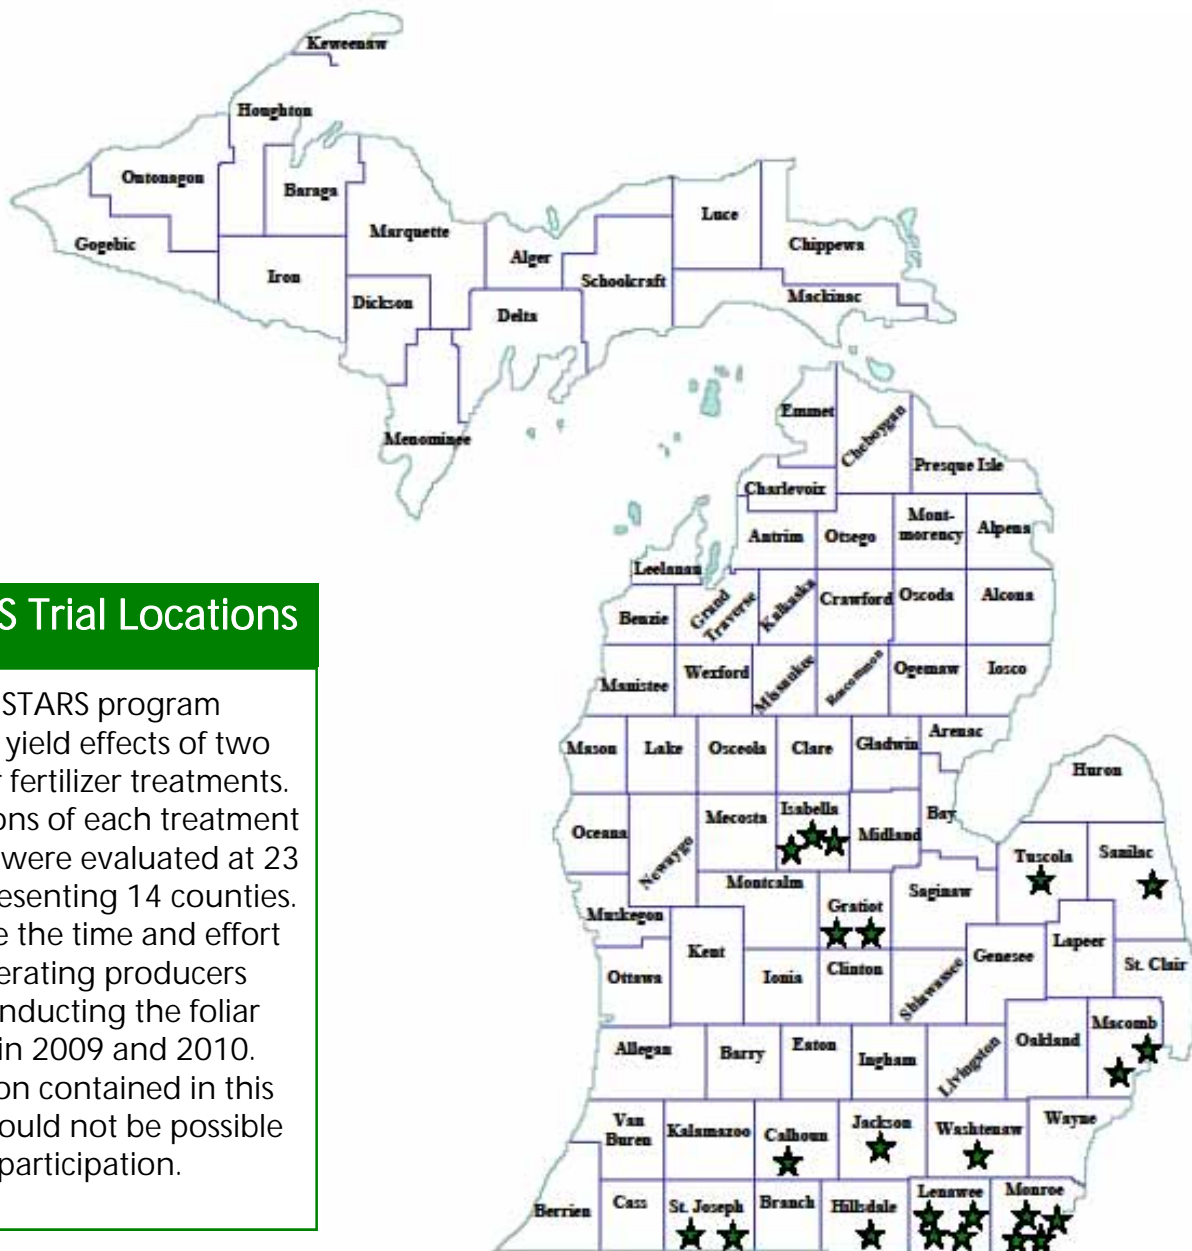 Keweenaw
Houghton
Ontonagon
Baraga
Gogebic
Marquette
Iron
Alger
Luce
Chippewa
Schoolcraft
Mackinac
Dickson
Delta
Menominee
Emmet
Cheboygan
Presque Isle
Charlevoix
Antrim
Otsego
Mont-
morency
Alpena
Leelanau
Benzie
Grand
Traverse
Kalkaska
Crawford
Oscoda
Alcona
Manistee
Wexford
Missaukee
Roscommon
Ogemaw
Iosco
Mason
Lake
Osceola
Clare
Gladwin
Arenac
Huron
Oceana
Newaygo
Mecosta
Isabella
Midland
Bay
Tuscola
Sanilac
Muskegon
Montcalm
Gratiot
Saginaw
Ottawa
Kent
Ionia
Clinton
Shiawassee
Genesee
Lapeer
St. Clair
Allegan
Barry
Eaton
Ingham
Livingston
Oakland
Macomb
Van
Buren
Kalamazoo
Calhoun
Jackson
Washtenaw
Wayne
Berrien
Cass
St. Joseph
Branch
Hillsdale
Lenawee
Monroe
S Trial Locations
STARS program
yield effects of two
r fertilizer treatments.
ons of each treatment
were evaluated at 23
resenting 14 counties.
e the time and effort
erating producers
nducting the foliar
in 2009 and 2010.
on contained in this
ould not be possible
participation.